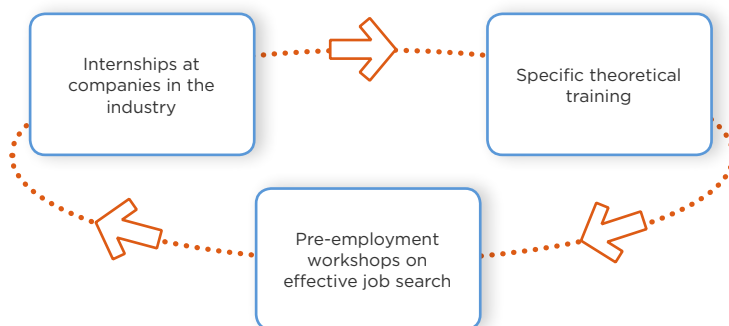 Internships at
companies in the
industry
Specific theoretical
training
Pre-employment
workshops on
effective job search